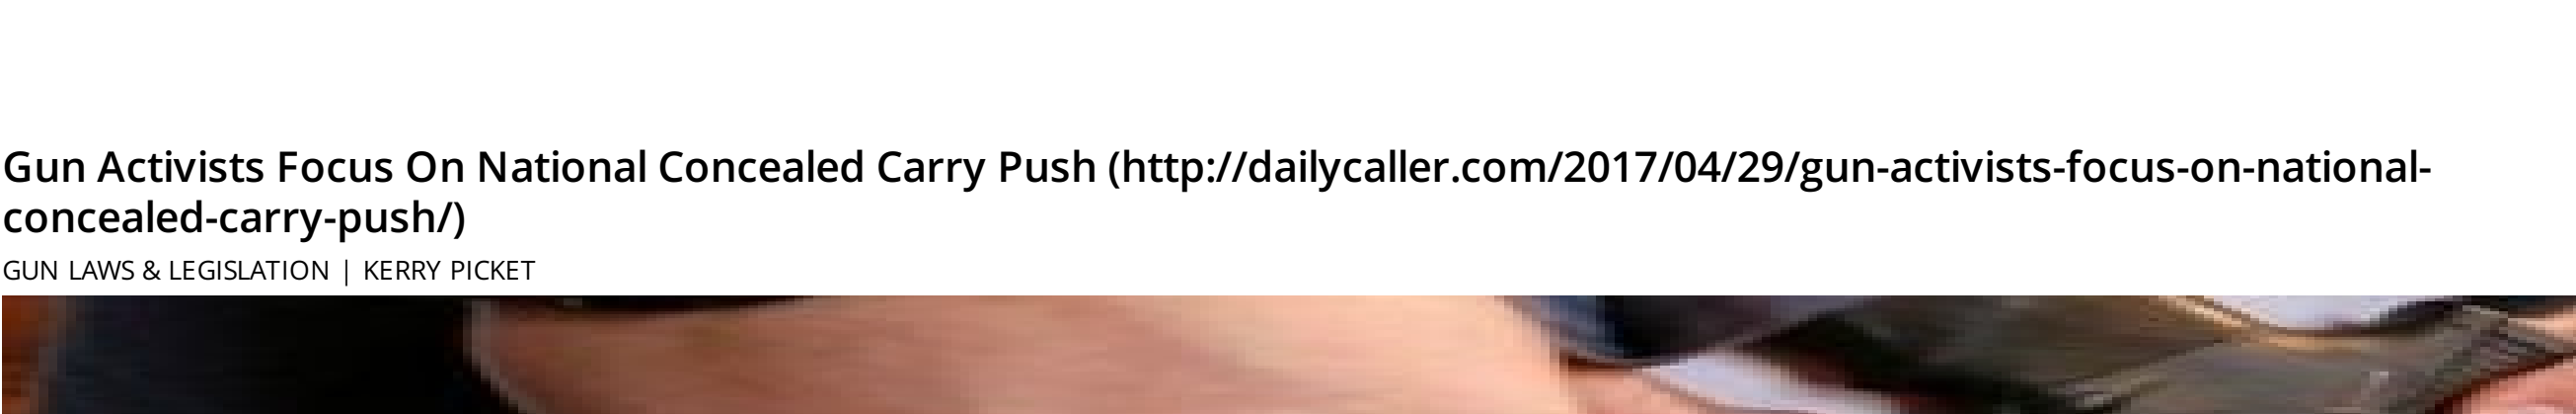 Gun Activists Focus On National Concealed Carry Push (http://dailycaller.com/2017/04/29/gun-activists-focus-on-national-
concealed-carry-push/)
GUN LAWS & LEGISLATION | KERRY PICKET